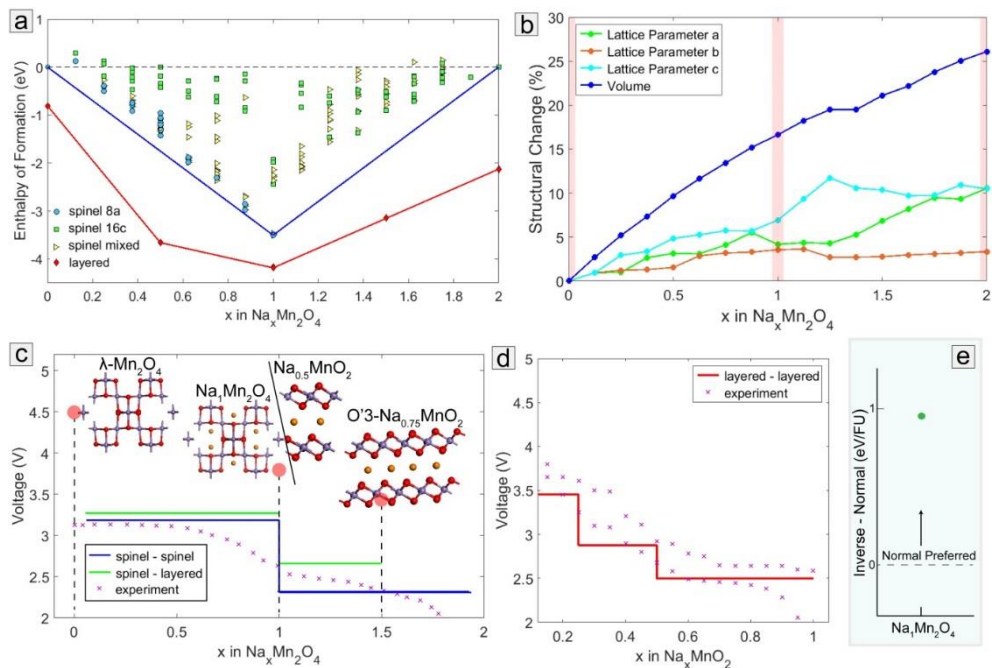 a
Enthalpy of Formation (eV)
1
0
-1
-2
-3
-4
spinel 8a
spinel 16c
spinel mixed
layered
0 0.2 0.4 0.6 0.8 1 1.2 1.4 1.6 1.8 2
x in NaₓMn₂O₄
b
Structural Change (%)
30
25
20
15
10
5
0
Lattice Parameter a
Lattice Parameter b
Lattice Parameter c
Volume
0 0.5 1 1.5 2
x in NaₓMn₂O₄
c
Voltage (V)
5
4.5
4
3.5
3
2.5
2
λ-Mn₂O₄
Na₁Mn₂O₄
Na₀.₅MnO₂
O'3-Na₀.₇₅MnO₂
spinel - spinel
spinel - layered
experiment
0 0.5 1 1.5 2
x in NaₓMn₂O₄
d
Voltage (V)
5
4.5
4
3.5
3
2.5
2
layered - layered
experiment
0.2 0.4 0.6 0.8 1
x in NaₓMnO₂
e
Inverse - Normal (eV/FU)
1
Normal Preferred
0
Na₁Mn₂O₄